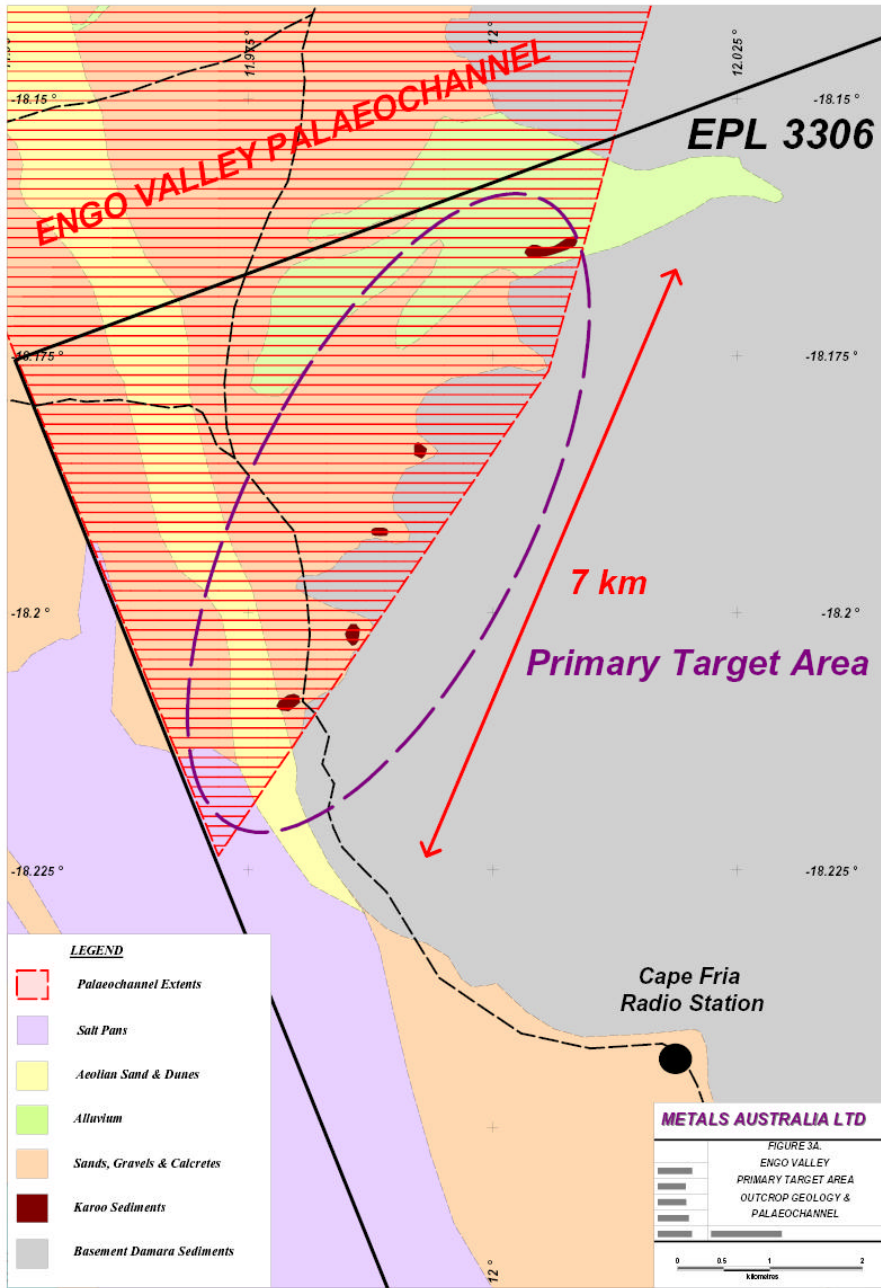 11.975 °
12 °
12.025 °
-18.15 °
-18.15 °
ENGO VALLEY PALAEOCHANNEL
EPL 3306
-18.175 °
-18.175 °
7 km
-18.2 °
-18.2 °
Primary Target Area
-18.225 °
-18.225 °
LEGEND
Palaeochannel Extents
Salt Pans
Aeolian Sand & Dunes
Alluvium
Sands, Gravels & Calcretes
Karoo Sediments
Basement Damara Sediments
Cape Fria
Radio Station
METALS AUSTRALIA LTD
FIGURE 3A.
ENGO VALLEY
PRIMARY TARGET AREA
OUTCROP GEOLOGY &
PALAEOCHANNEL
0 0.5 1 2
kilometres
12 °